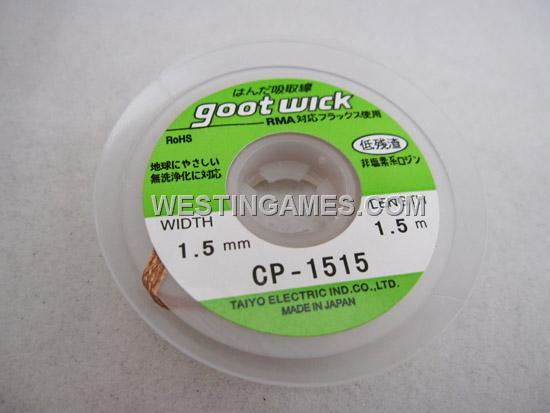 はんだ吸取線
goot wick
RMA対応フラックス使用
RoHS
低残渣
地球にやさしい
無洗浄化に対応
非塩素系ロジン
WESTINGAMES.COM
WIDTH
1.5 mm
LENGTH
1.5 m
CP-1515
TAIYO ELECTRIC IND.CO.,LTD.
MADE IN JAPAN